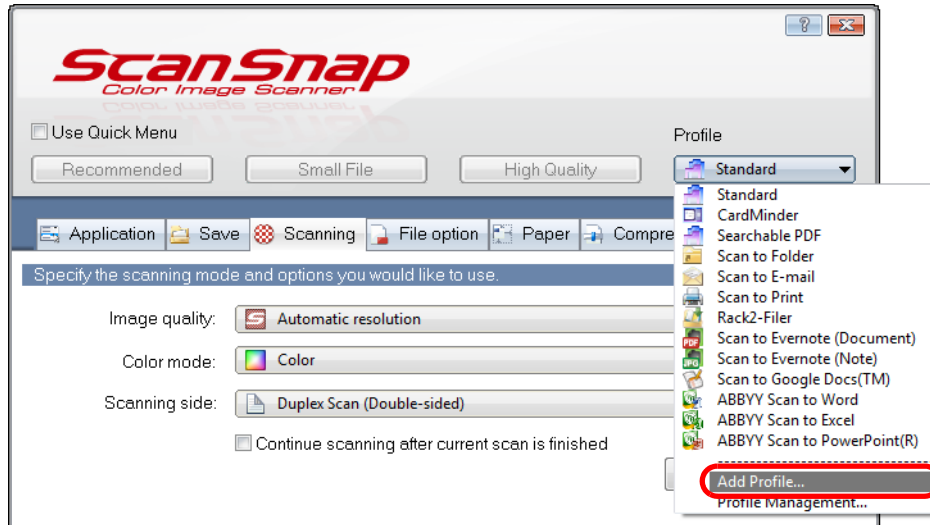 ScanSnap
Color Image Scanner
Use Quick Menu
Profile
Recommended
Small File
High Quality
Standard
Application
Save
Scanning
File option
Paper
Compre
Specify the scanning mode and options you would like to use.
Image quality:
Automatic resolution
Color mode:
Color
Scanning side:
Duplex Scan (Double-sided)
Continue scanning after current scan is finished
Standard
CardMinder
Searchable PDF
Scan to Folder
Scan to E-mail
Scan to Print
Rack2-Filer
Scan to Evernote (Document)
Scan to Evernote (Note)
Scan to Google Docs(TM)
ABBYY Scan to Word
ABBYY Scan to Excel
ABBYY Scan to PowerPoint(R)
Add Profile...
Profile Management...